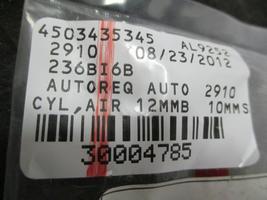 4503435345 AL9252
2910 08/23/2012
236BI6B
AUTOREQ AUTO 2910
CYL,AIR 12MMB 10MMS
30004785